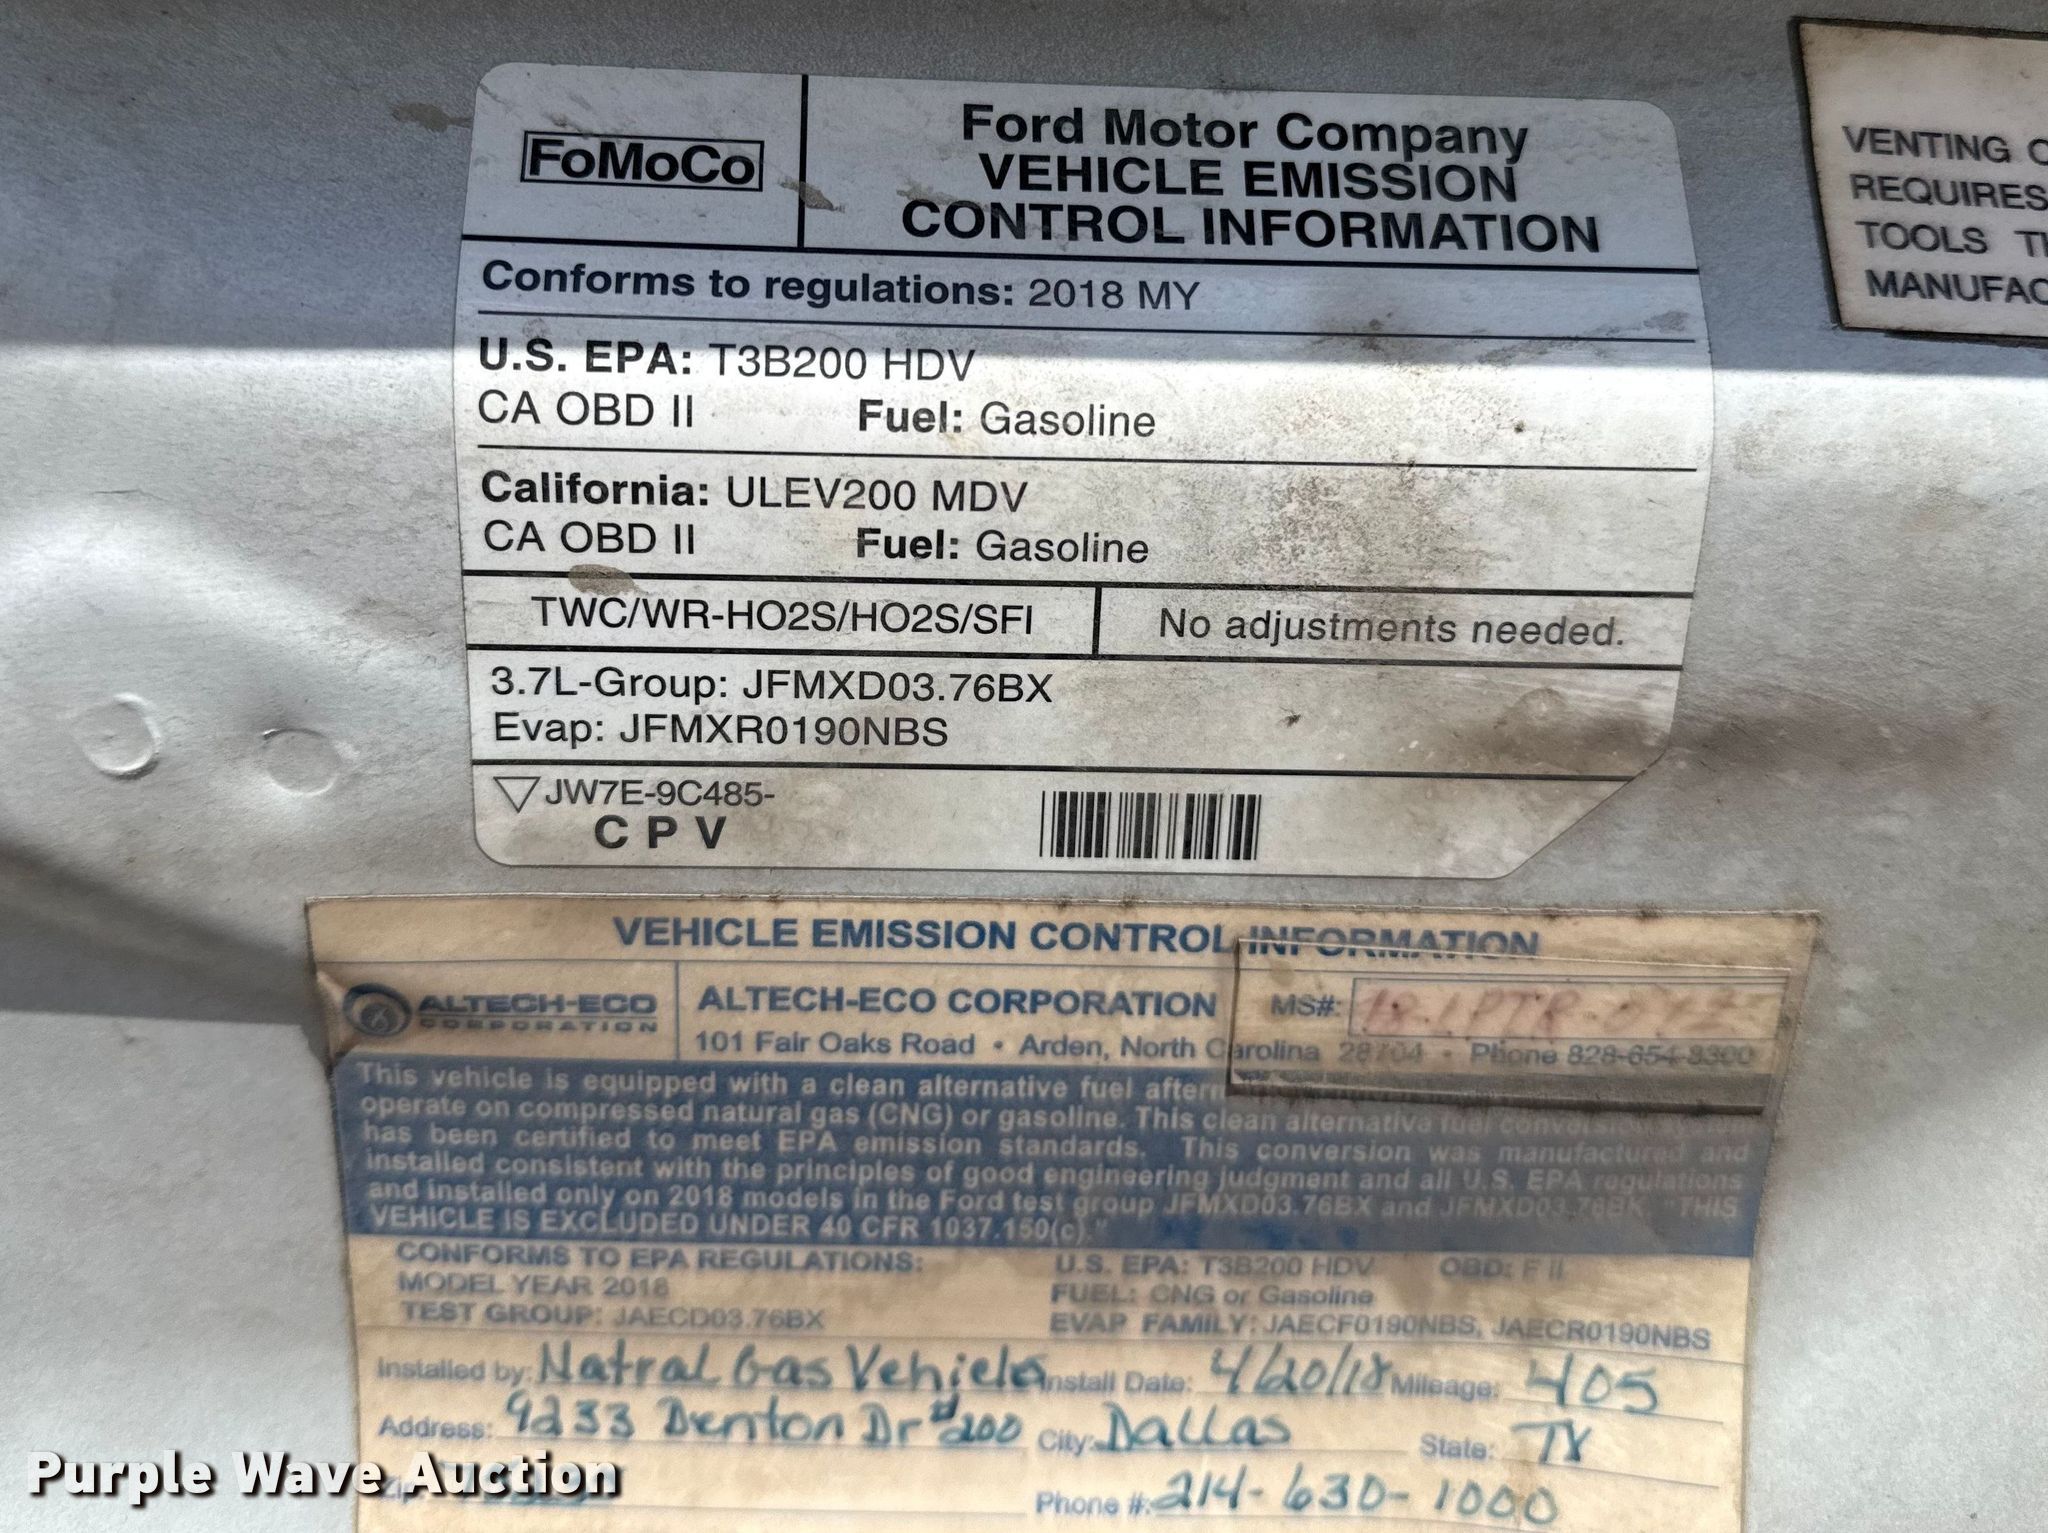 FoMoCo
Ford Motor Company
VEHICLE EMISSION
CONTROL INFORMATION
Conforms to regulations: 2018 MY
U.S. EPA: T3B200 HDV
CA OBD II Fuel: Gasoline
California: ULEV200 MDV
CA OBD II Fuel: Gasoline
TWC/WR-HO2S/HO2S/SFI No adjustments needed.
3.7L-Group: JFMXD03.76BX
Evap: JFMXR0190NBS
JW7E-9C485-
C P V
VENTING
REQUIRES
TOOLS
VEHICLE EMISSION CONTROL INFORMATION
ALTECH-ECO
CORPORATION
ALTECH-ECO CORPORATION
MS#:
101 Fair Oaks Road • Arden, North Carolina 28704 • Phone 828-654-8300
This vehicle is equipped with a clean alternative fuel
operate on compressed natural gas (CNG) or gasoline. This clean alternative fuel conversion
has been certified to meet EPA emission standards. This conversion was manufactured and
installed consistent with the principles of good engineering judgment and all U.S. EPA regulations
and installed only on 2018 models in the Ford test group JFMXD03.76BX and JFMXD03.76BK. "THIS
VEHICLE IS EXCLUDED UNDER 40 CFR 1037.150(c)."
CONFORMS TO EPA REGULATIONS:
MODEL YEAR 2018
TEST GROUP: JAECD03.76BX
U.S. EPA: T3B200 HDV OBD: F II
FUEL: CNG or Gasoline
EVAP FAMILY: JAECF0190NBS, JAECR0190NBS
Installed by: Natral Gas Vehicles Install Date: 4/20/18 Mileage: 405
Address: 9233 Denton Dr #200 City: Dallas State: TX
Zip: Phone #: 214-630-1000
Purple Wave Auction